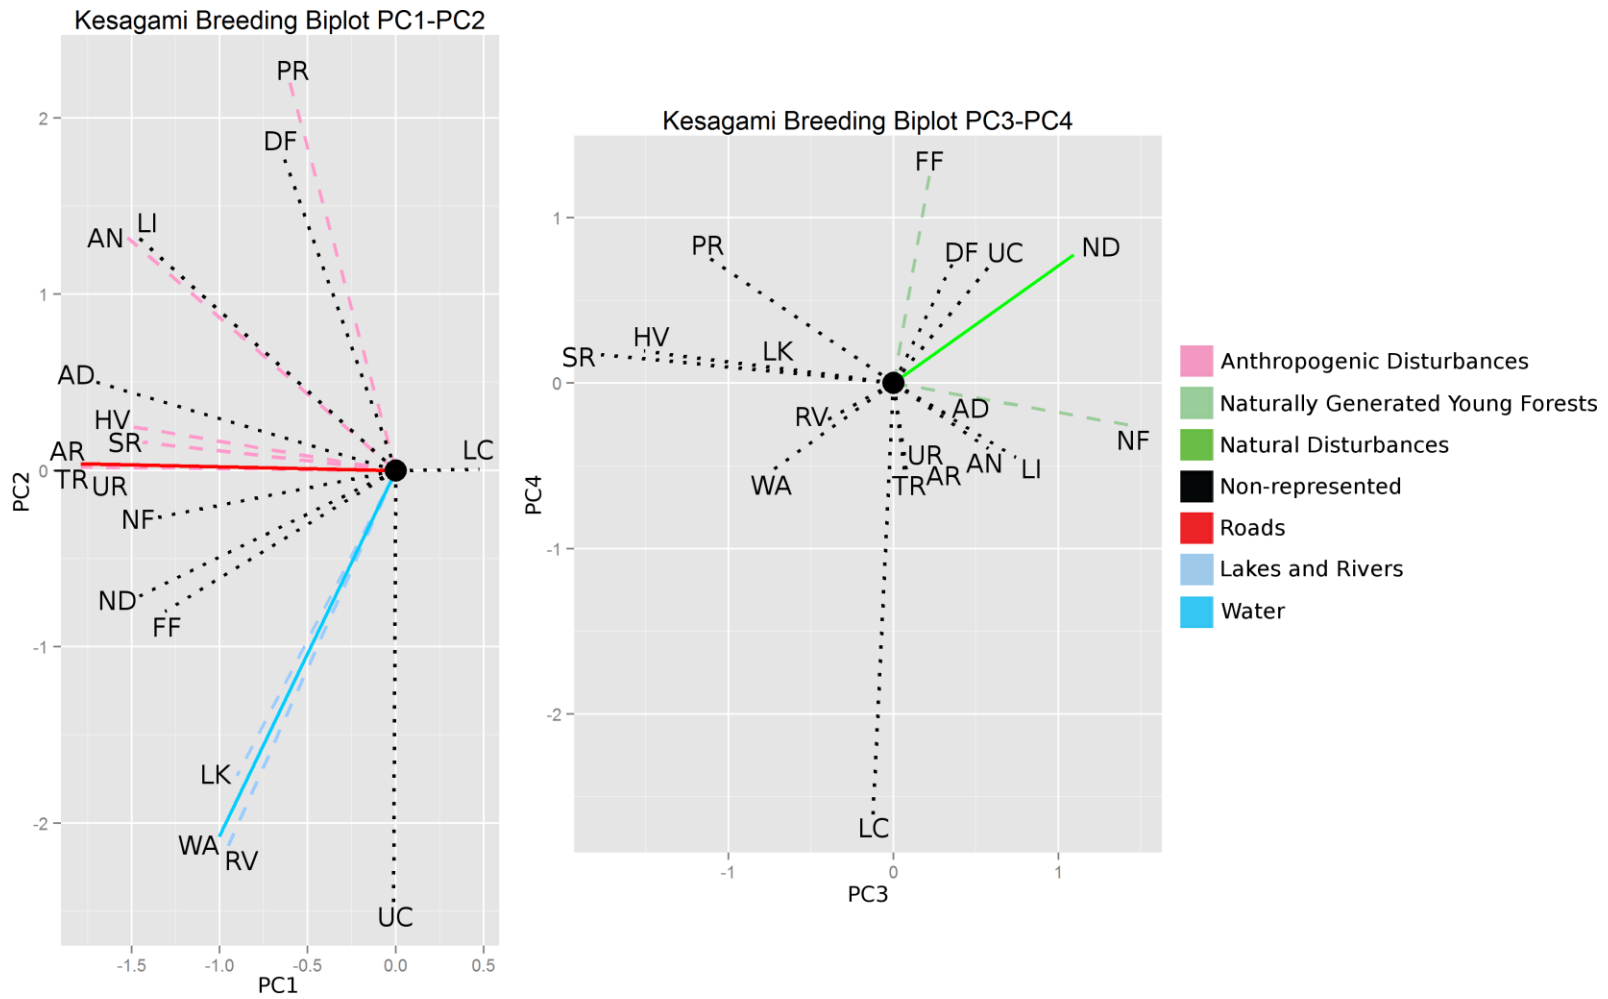 Kesagami Breeding Biplot PC1-PC2
PR
DF
AN
LI
AD
HV
SR
AR
TR
UR
LC
NF
ND
FF
LK
WA
RV
UC
2
1
0
-1
-2
PC2
-1.5
-1.0
-0.5
0.0
0.5
PC1
Kesagami Breeding Biplot PC3-PC4
FF
PR
DF
UC
ND
HV
SR
LK
RV
AD
NF
UR
AN
LI
WA
TR
AR
LC
1
0
-1
-2
PC4
-1
0
1
PC3
Anthropogenic Disturbances
Naturally Generated Young Forests
Natural Disturbances
Non-represented
Roads
Lakes and Rivers
Water